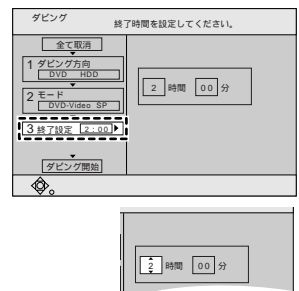 ダビング
終了時間を設定してください。
全て取消
1 ダビング方向
DVD HDD
2 モード
DVD-Video SP
3 終了設定 2:00
ダビング開始
2 時間 00 分
2 時間 00 分